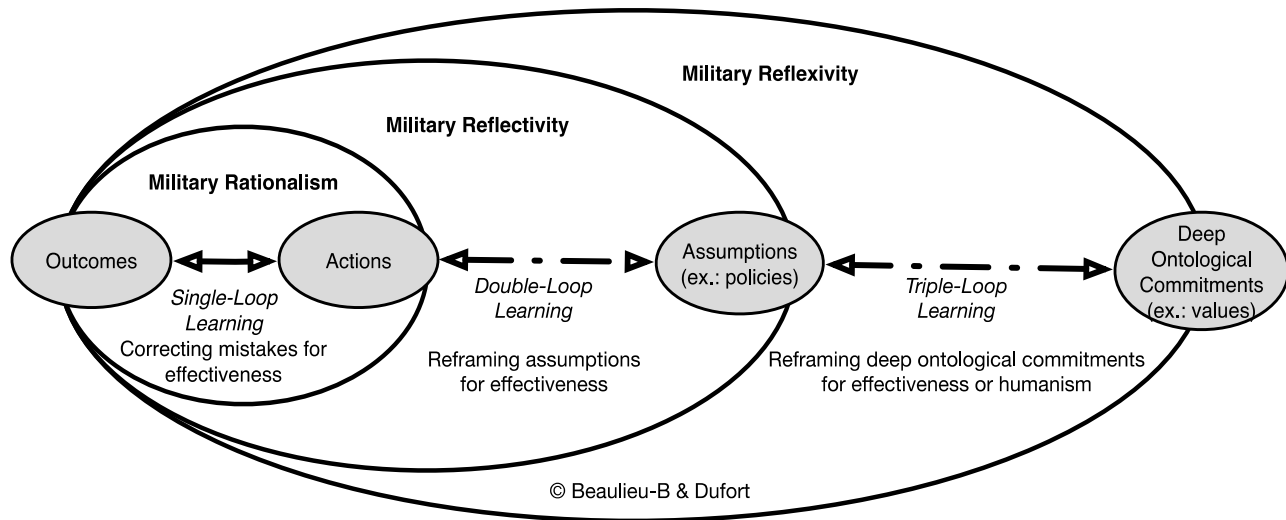 Military Reflexivity
Military Reflectivity
Military Rationalism
Outcomes
Actions
Assumptions
(ex.: policies)
Deep
Ontological
Commitments
(ex.: values)
Single-Loop
Learning
Correcting mistakes for
effectiveness
Double-Loop
Learning
Reframing assumptions
for effectiveness
Triple-Loop
Learning
Reframing deep ontological commitments
for effectiveness or humanism
© Beaulieu-B & Dufort